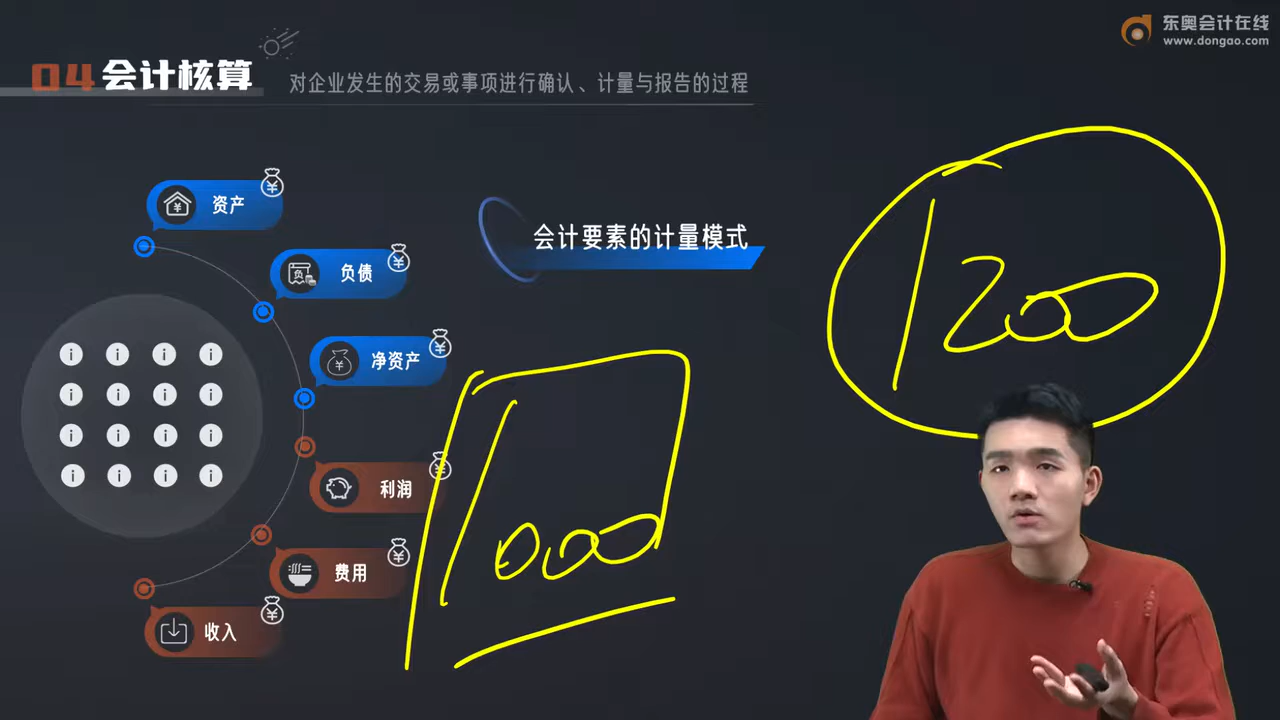 东奥会计在线
www.dongao.com
04会计核算
对企业发生的交易或事项进行确认、计量与报告的过程
资产
会计要素的计量模式
负债
净资产
利润
费用
收入
1200
1000